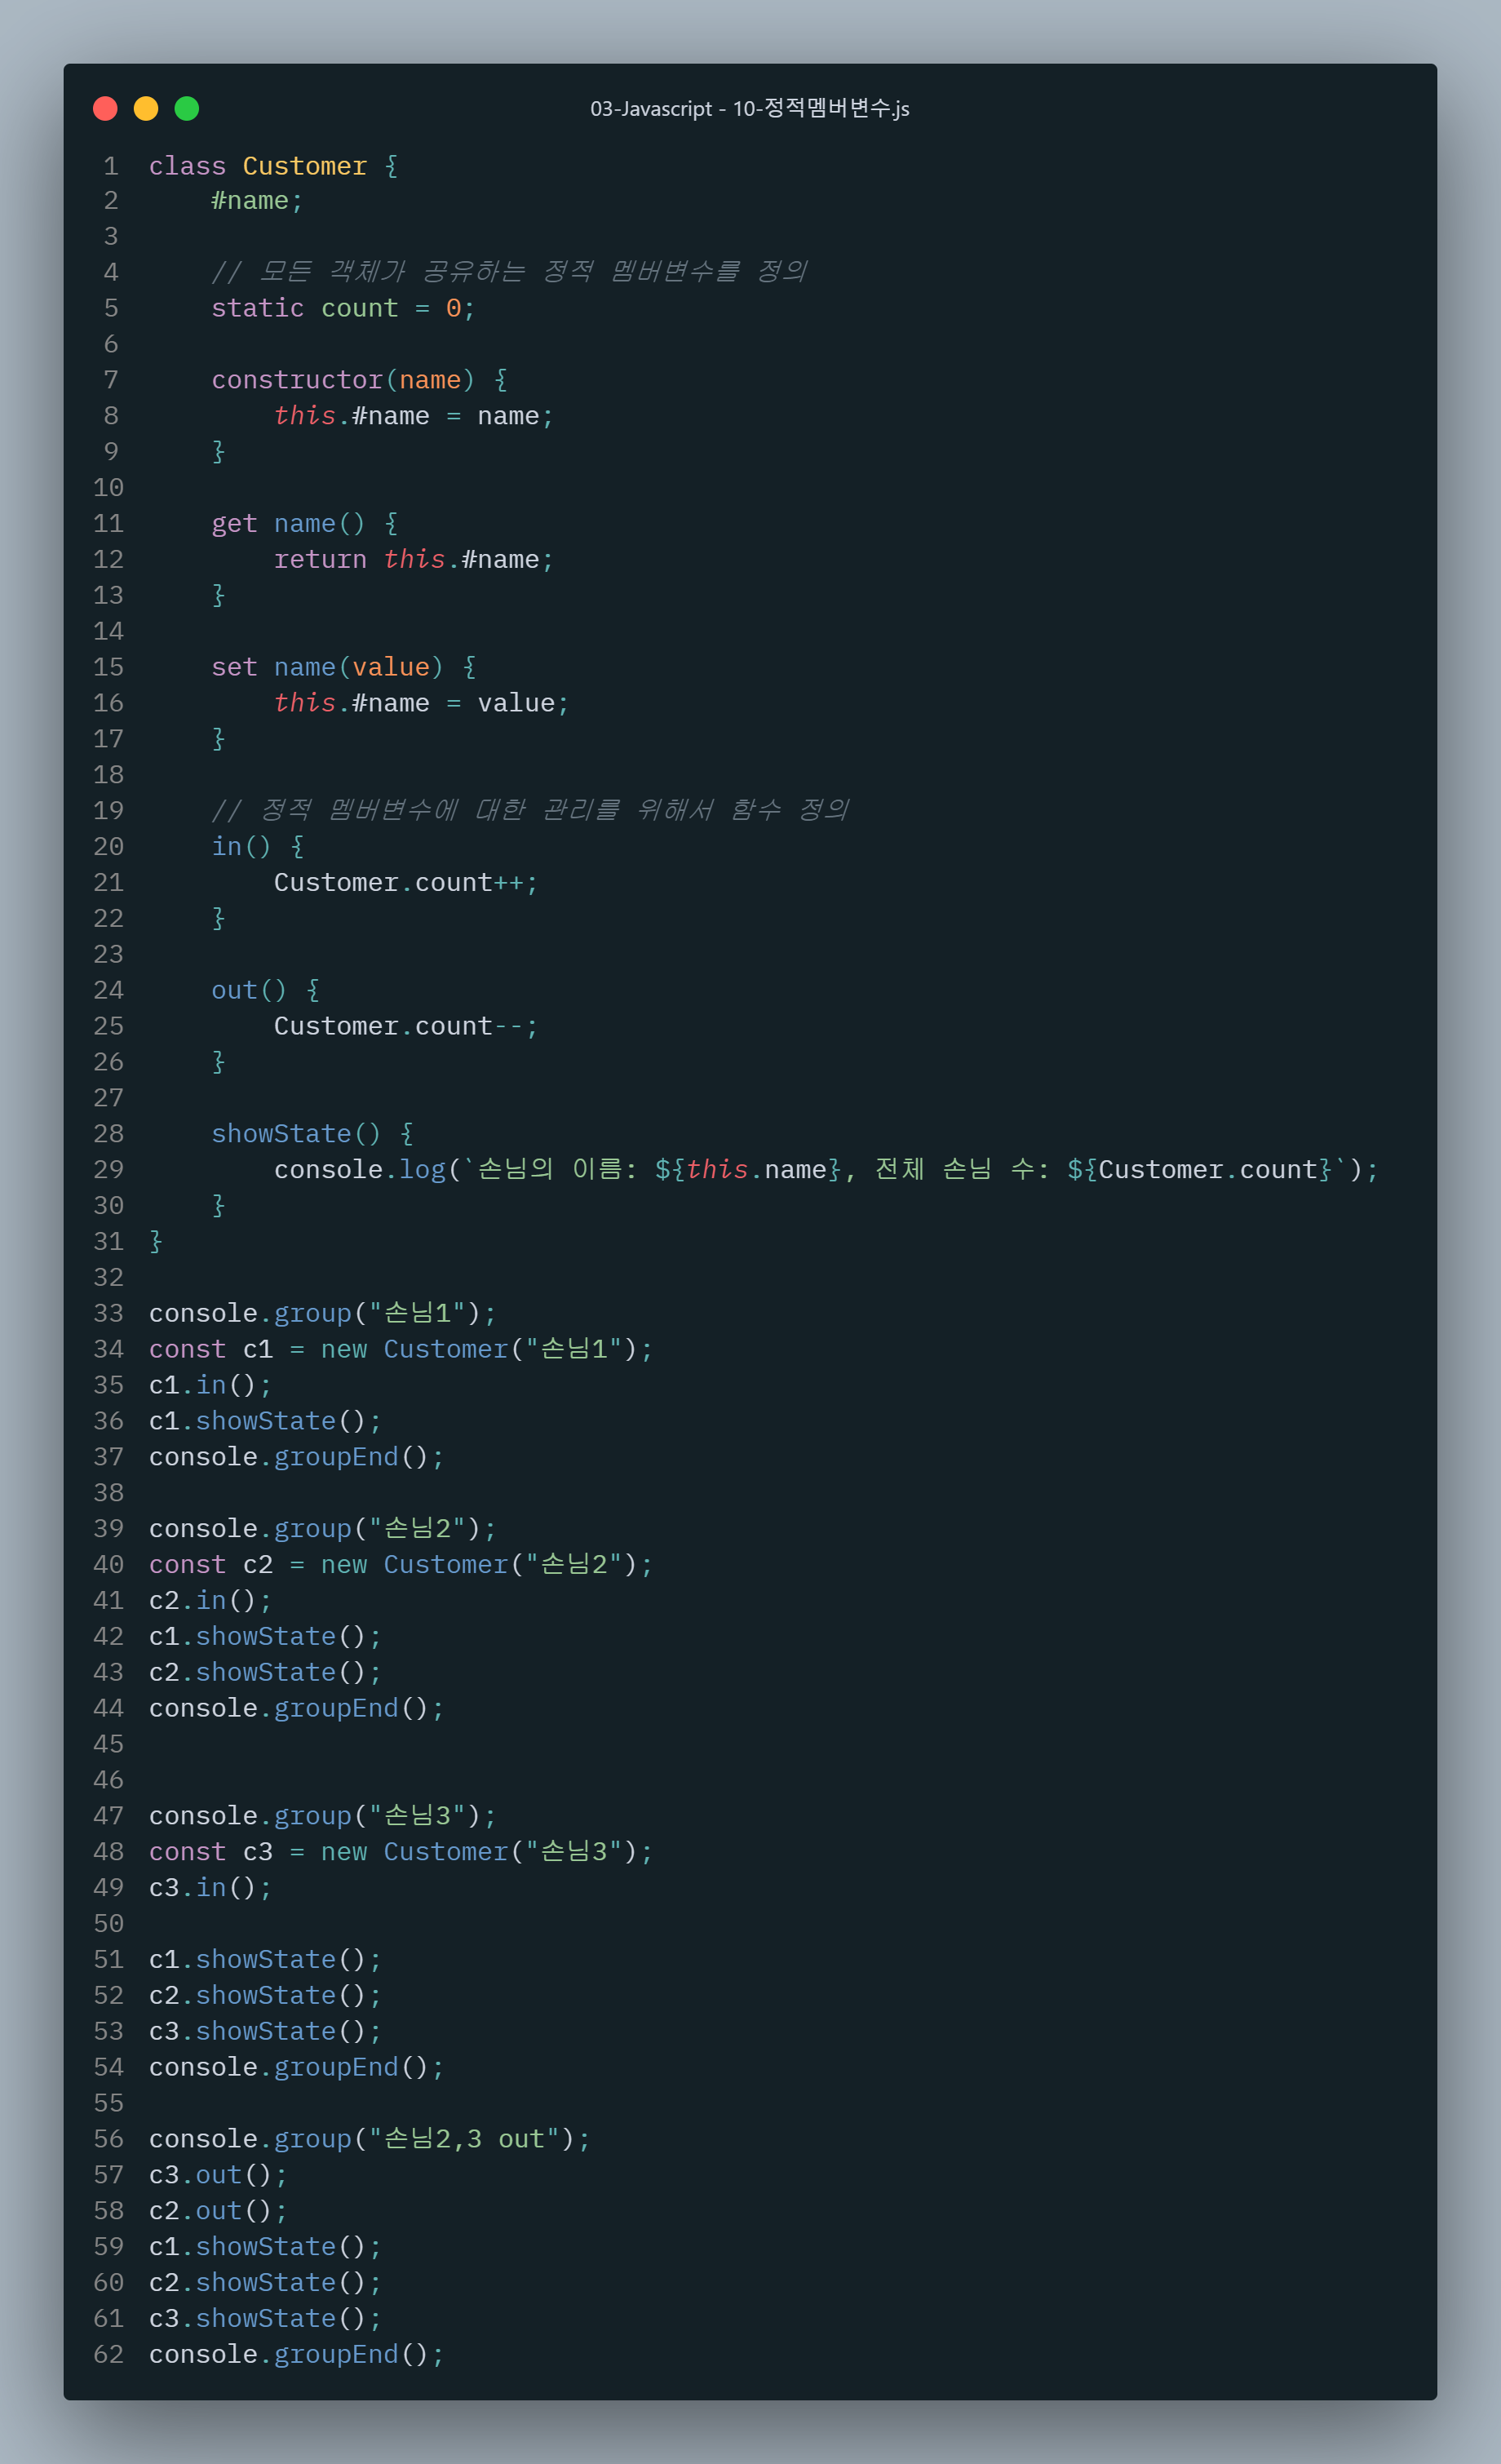 03-Javascript - 10-정적멤버변수.js
1 class Customer {
2     #name;
3
4     // 모든 객체가 공유하는 정적 멤버변수를 정의
5     static count = 0;
6
7     constructor(name) {
8         this.#name = name;
9     }
10
11     get name() {
12         return this.#name;
13     }
14
15     set name(value) {
16         this.#name = value;
17     }
18
19     // 정적 멤버변수에 대한 관리를 위해서 함수 정의
20     in() {
21         Customer.count++;
22     }
23
24     out() {
25         Customer.count--;
26     }
27
28     showState() {
29         console.log(`손님의 이름: ${this.name}, 전체 손님 수: ${Customer.count}`);
30     }
31 }
32
33 console.group("손님1");
34 const c1 = new Customer("손님1");
35 c1.in();
36 c1.showState();
37 console.groupEnd();
38
39 console.group("손님2");
40 const c2 = new Customer("손님2");
41 c2.in();
42 c1.showState();
43 c2.showState();
44 console.groupEnd();
45
46
47 console.group("손님3");
48 const c3 = new Customer("손님3");
49 c3.in();
50
51 c1.showState();
52 c2.showState();
53 c3.showState();
54 console.groupEnd();
55
56 console.group("손님2,3 out");
57 c3.out();
58 c2.out();
59 c1.showState();
60 c2.showState();
61 c3.showState();
62 console.groupEnd();